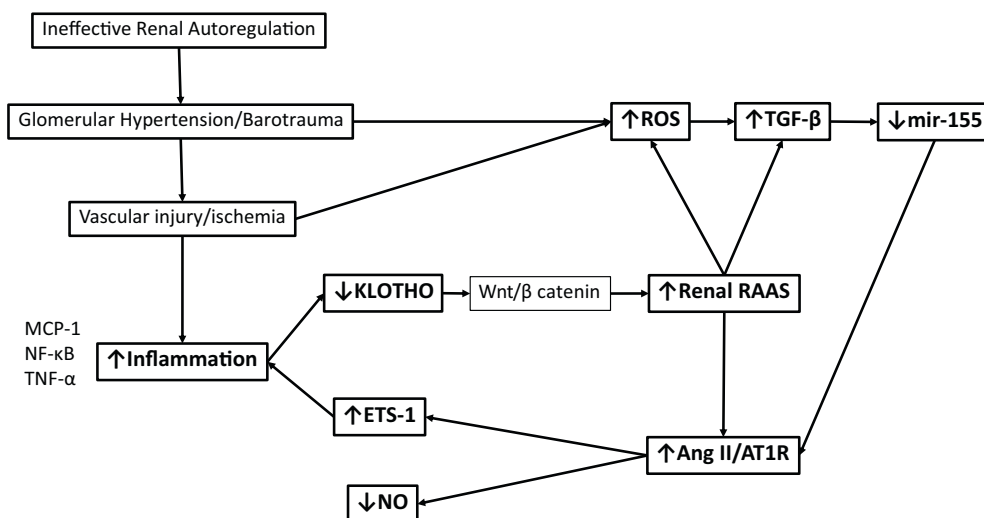 Ineffective Renal Autoregulation
Glomerular Hypertension/Barotrauma
↑ROS
↑TGF-β
↓mir-155
Vascular injury/ischemia
↓KLOTHO
Wnt/β catenin
↑Renal RAAS
MCP-1
NF-κB
TNF-α
↑Inflammation
↑ETS-1
↑Ang II/AT1R
↓NO